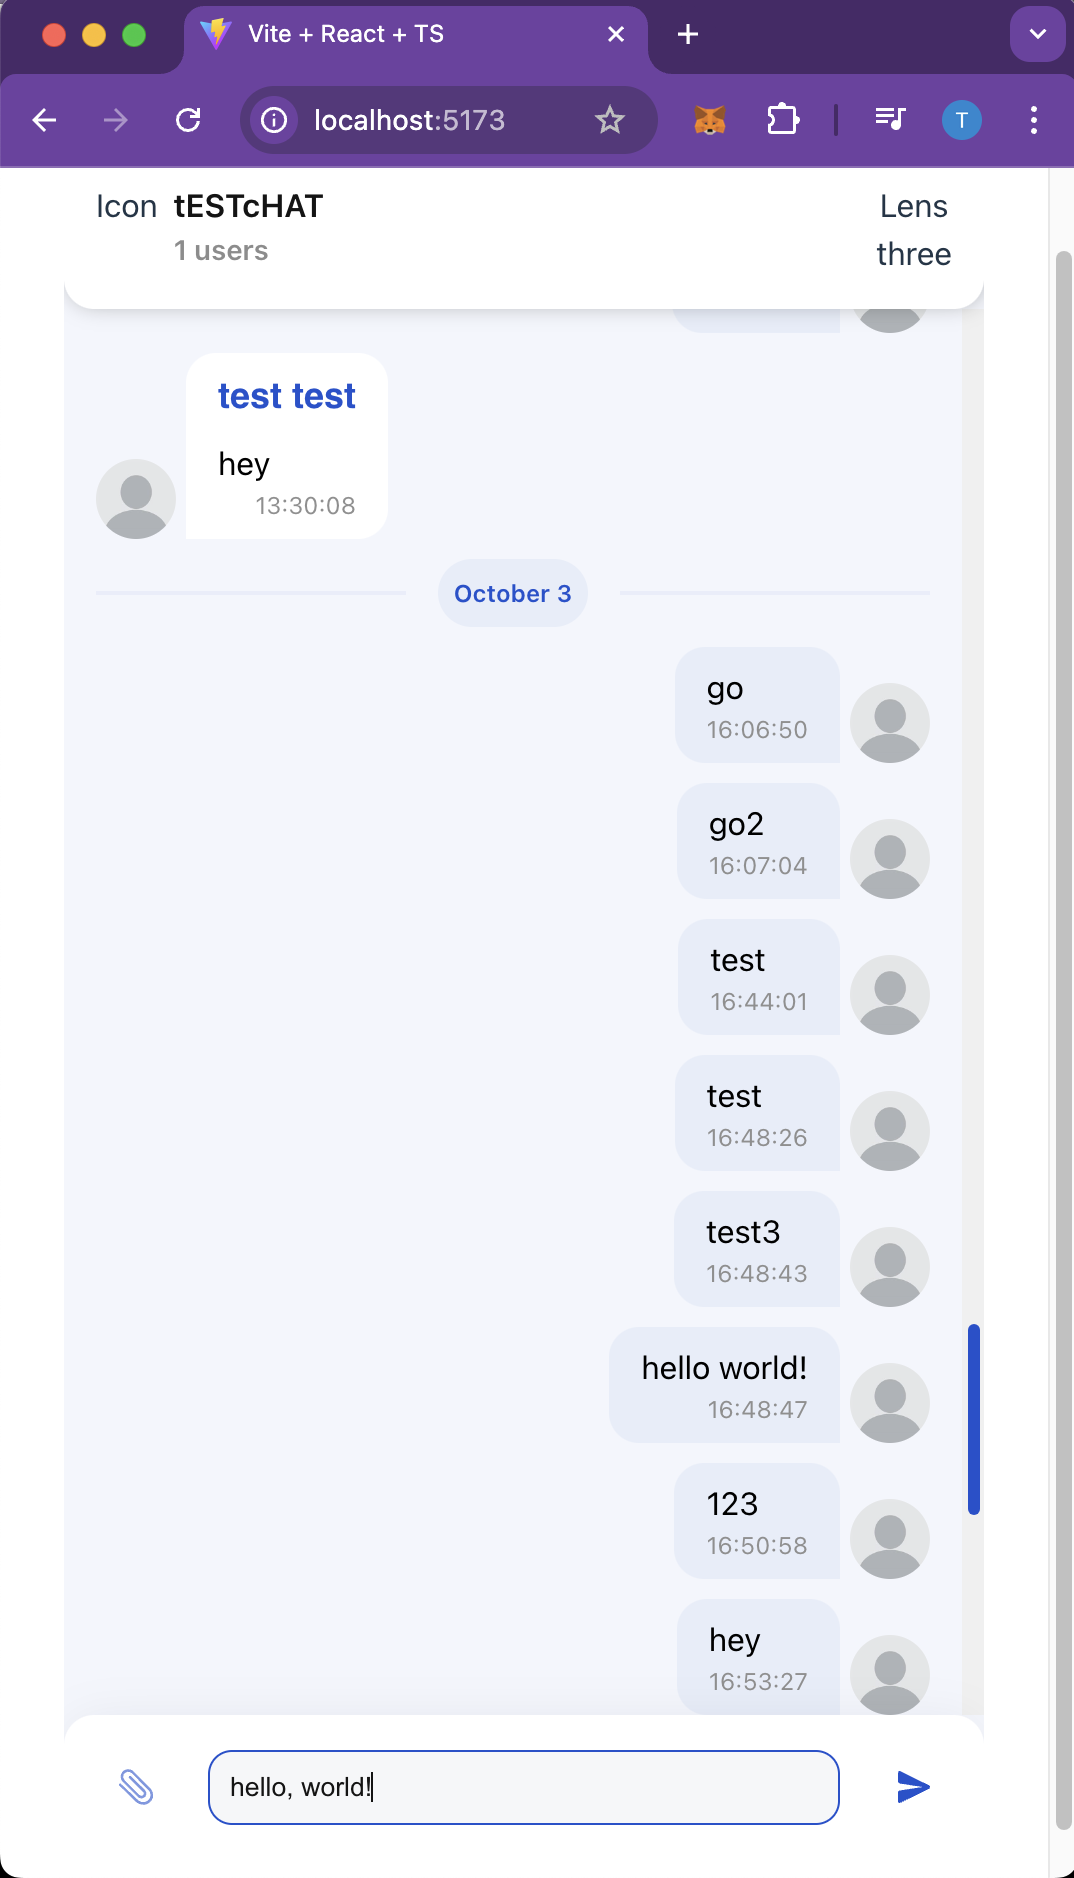 Vite + React + TS
localhost:5173
T
Icon tESTcHAT
1 users
Lens
three
test test
hey
13:30:08
October 3
go
16:06:50
go2
16:07:04
test
16:44:01
test
16:48:26
test3
16:48:43
hello world!
16:48:47
123
16:50:58
hey
16:53:27
hello, world!